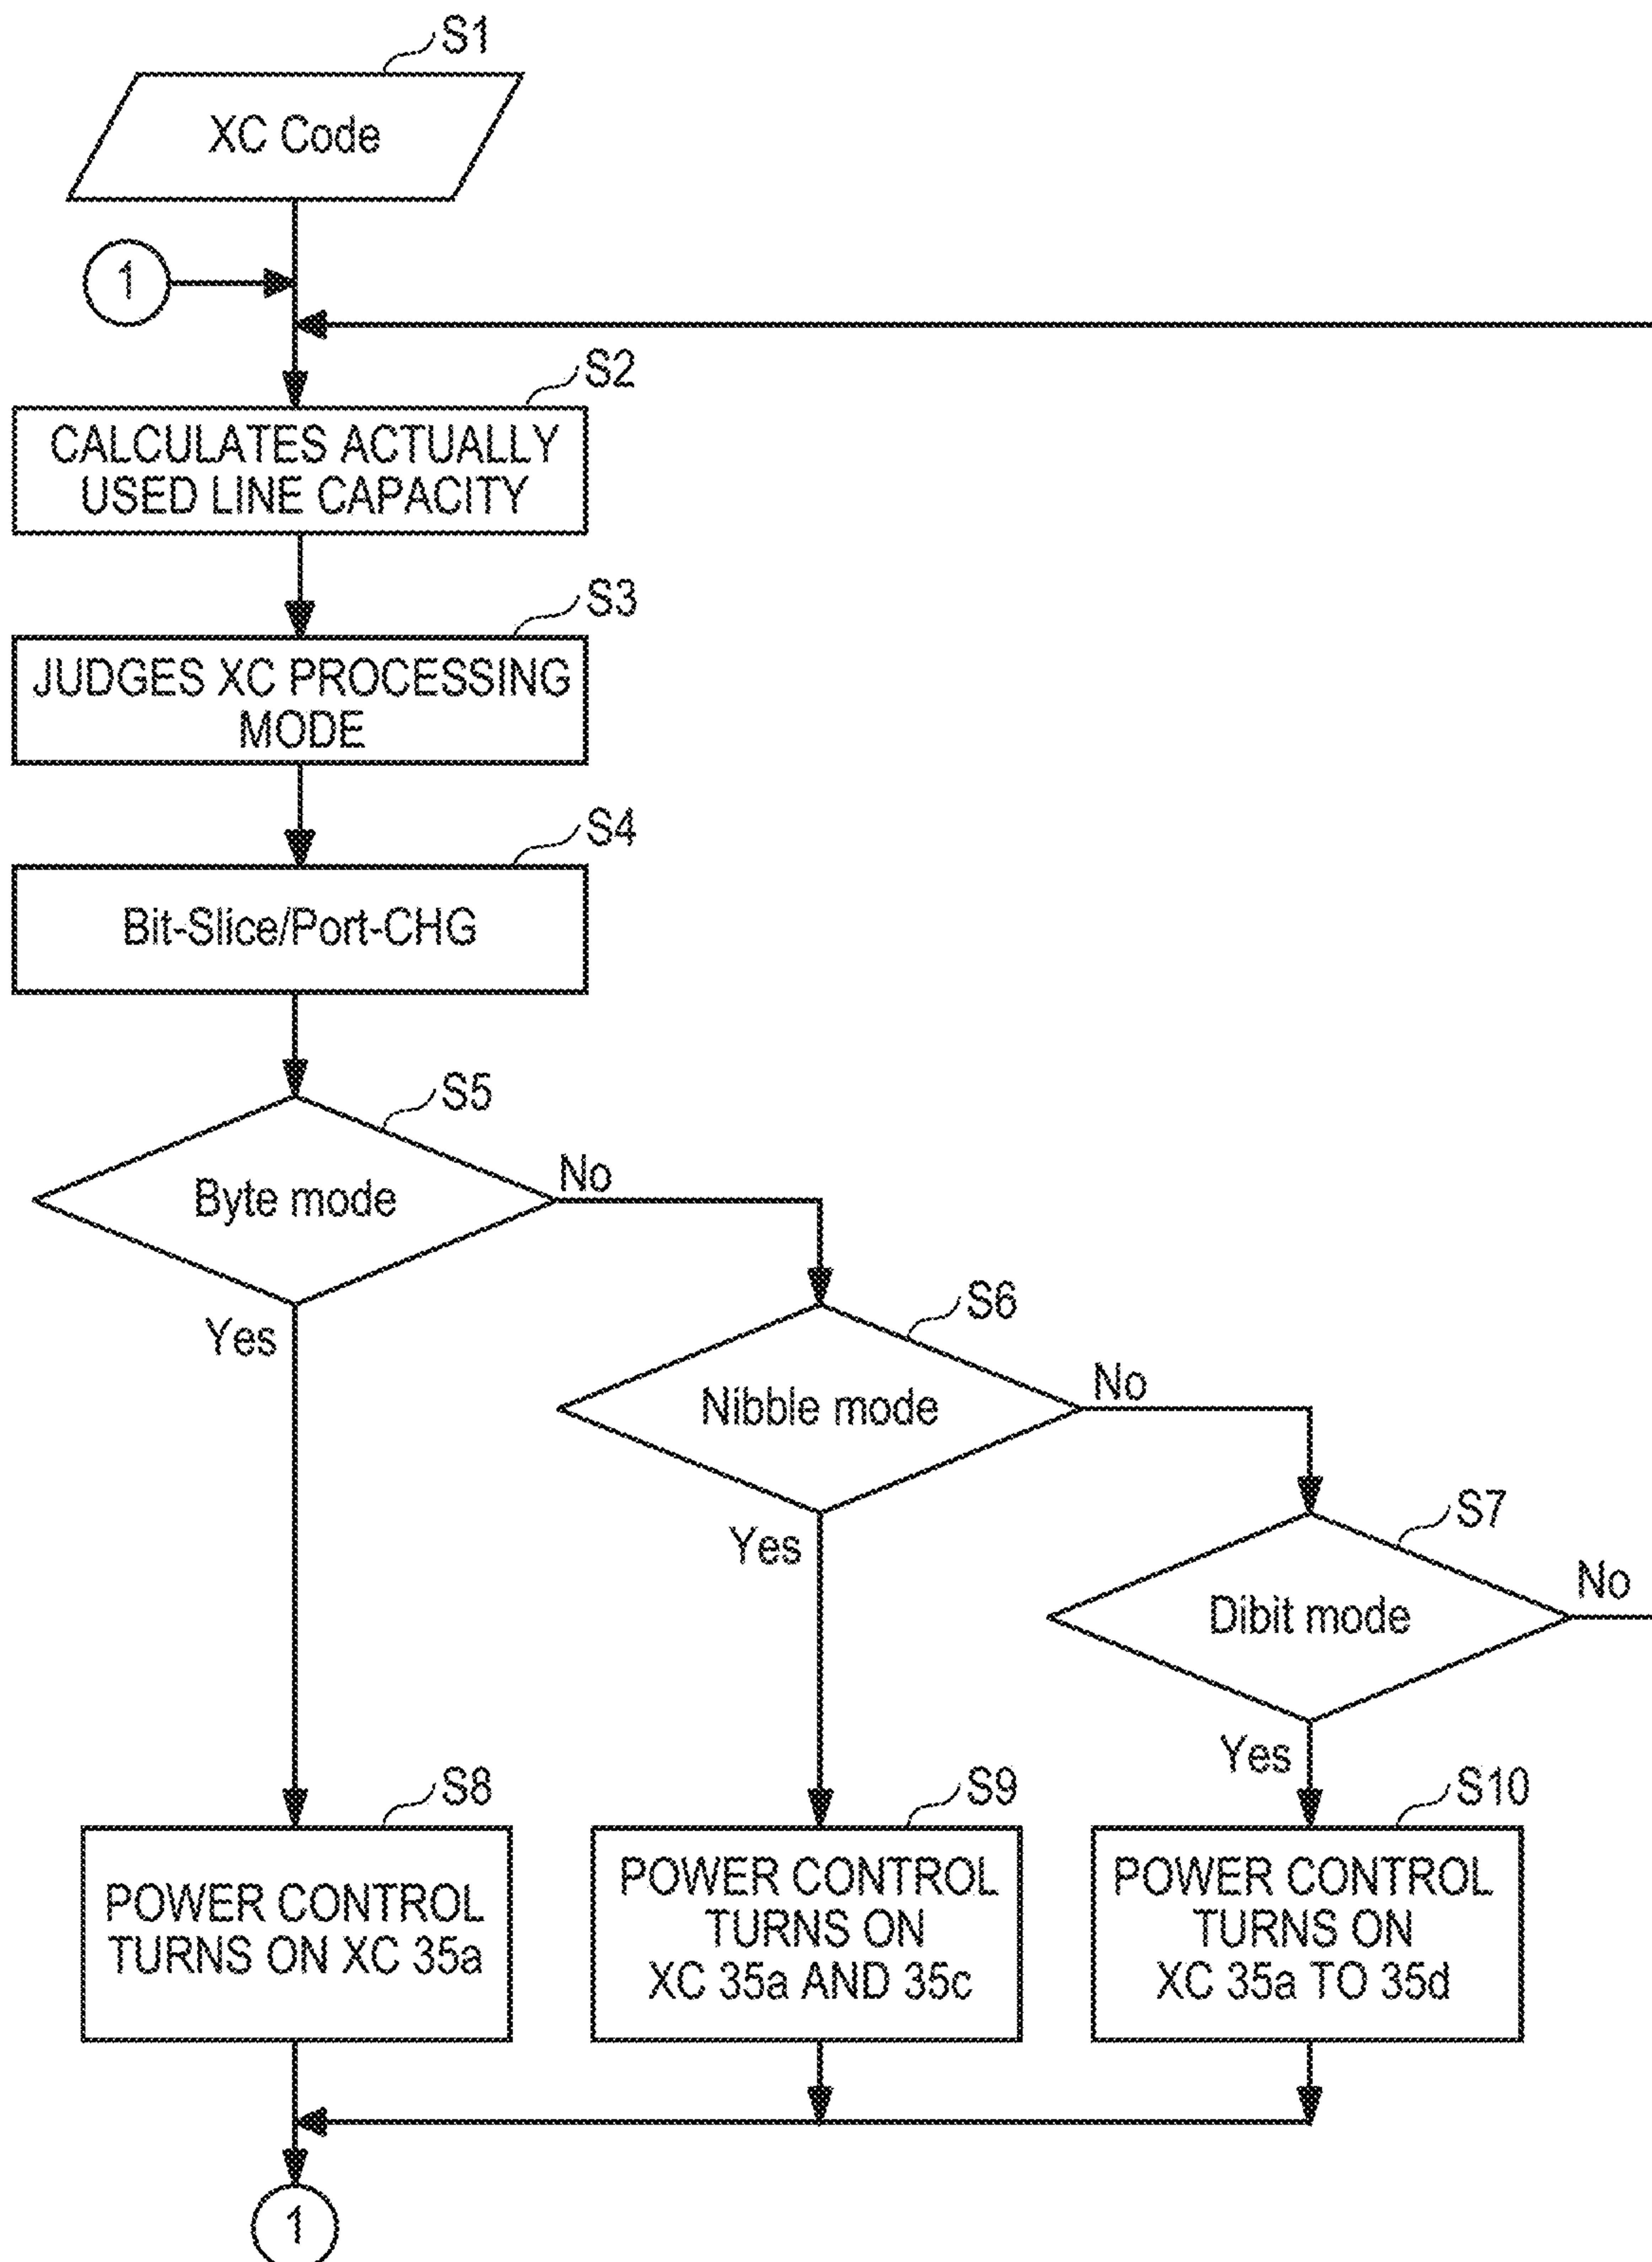 S1
XC Code
1
S2
CALCULATES ACTUALLY
USED LINE CAPACITY
S3
JUDGES XC PROCESSING
MODE
S4
Bit-Slice/Port-CHG
S5
Byte mode
No
Yes
S6
Nibble mode
No
Yes
S7
Dibit mode
No
Yes
S8
POWER CONTROL
TURNS ON XC 35a
S9
POWER CONTROL
TURNS ON
XC 35a AND 35c
S10
POWER CONTROL
TURNS ON
XC 35a TO 35d
1